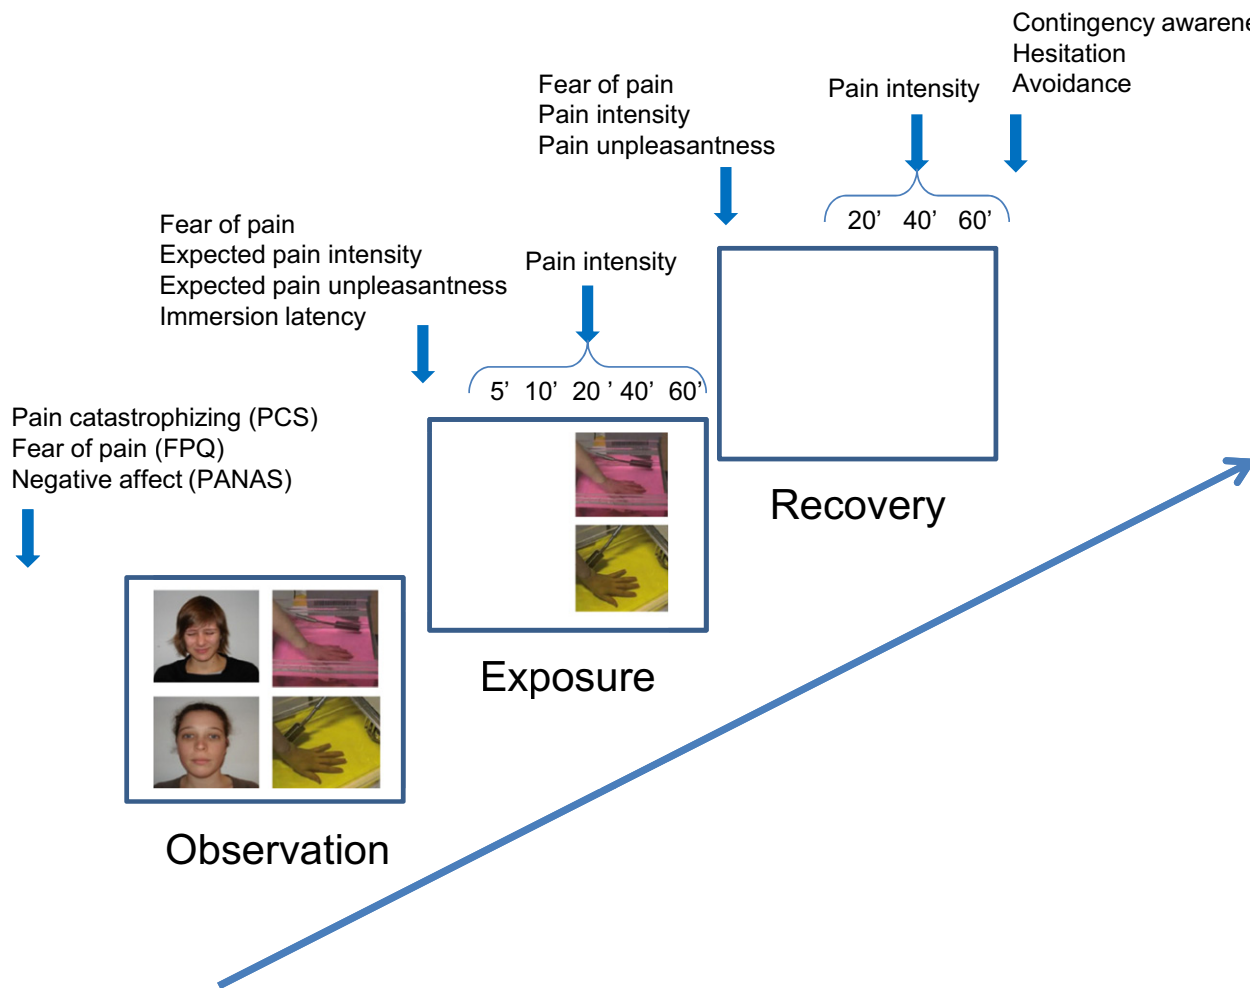 Contingency awarene
Hesitation
Avoidance
Fear of pain
Pain intensity
Pain unpleasantness
Pain intensity
20’ 40’ 60’
Fear of pain
Expected pain intensity
Expected pain unpleasantness
Immersion latency
Pain intensity
5’ 10’ 20 ’ 40’ 60’
Pain catastrophizing (PCS)
Fear of pain (FPQ)
Negative affect (PANAS)
Recovery
Exposure
Observation